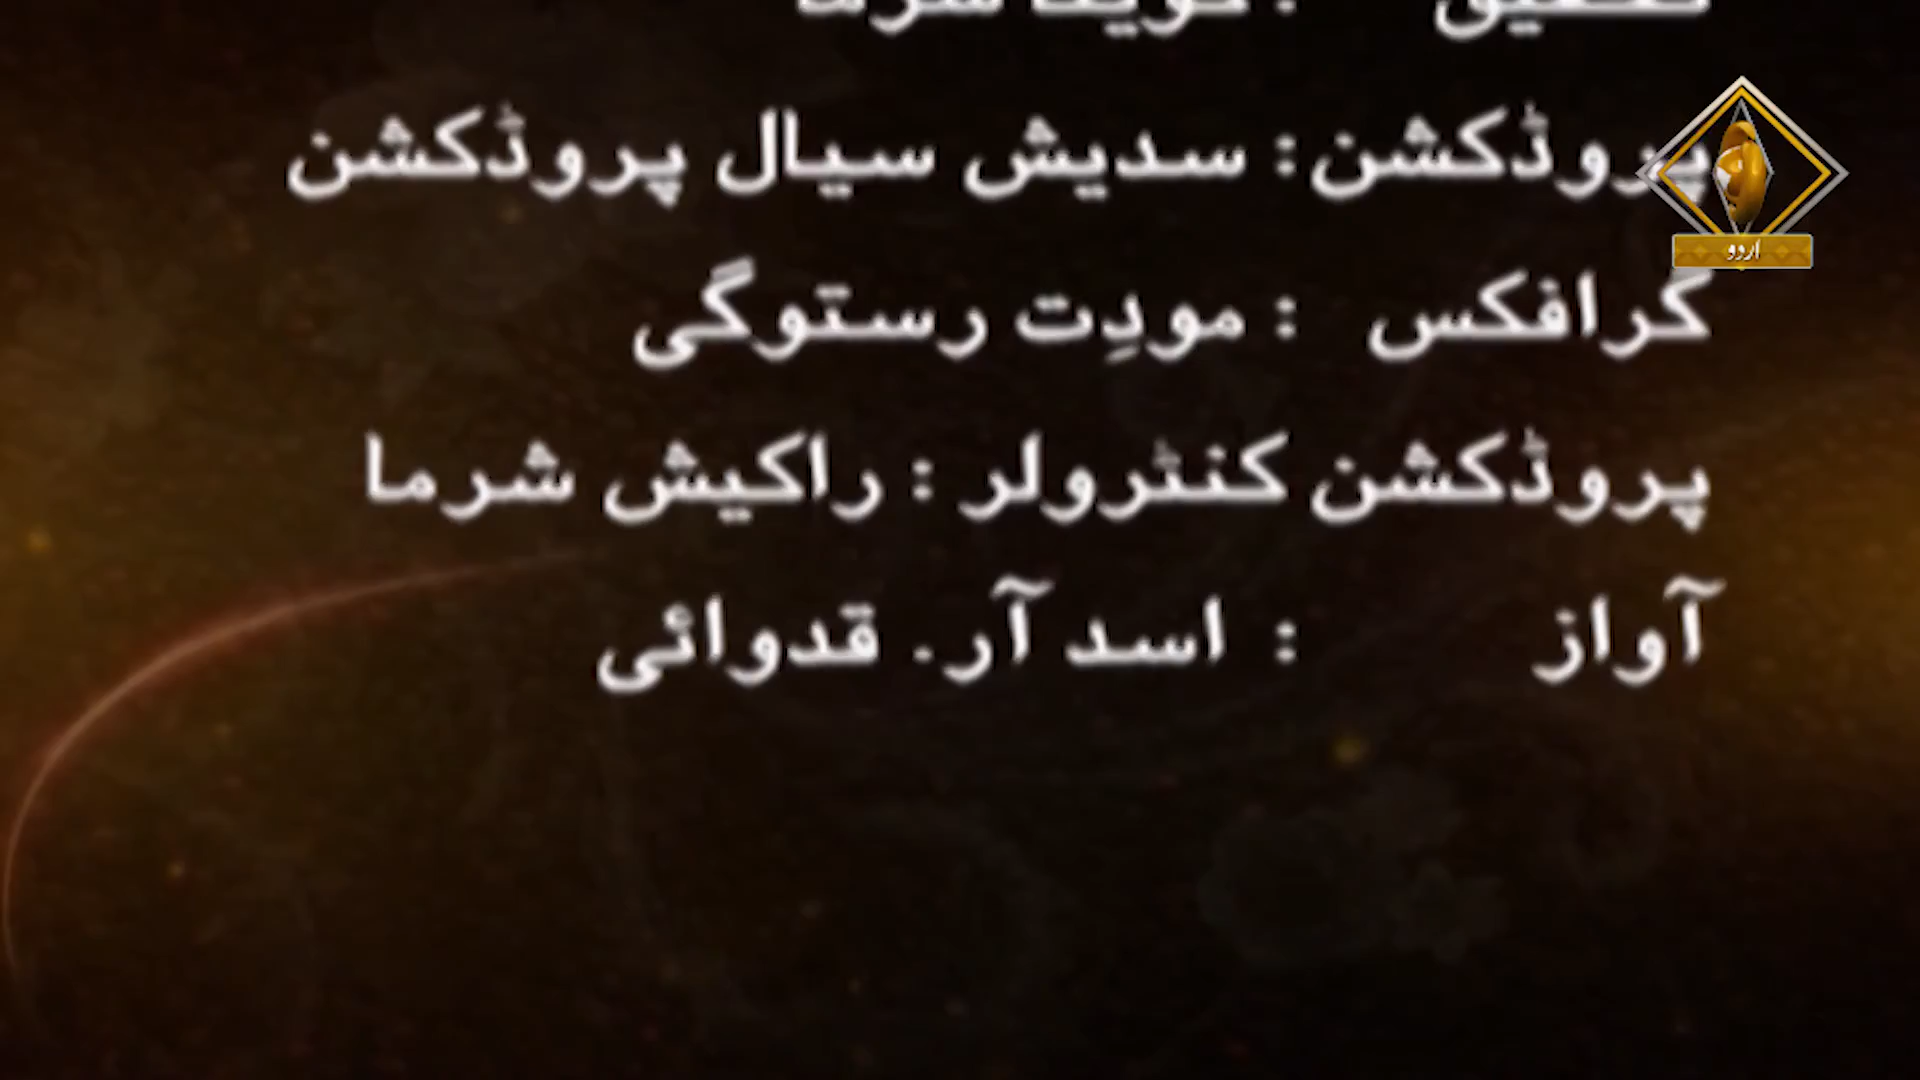 پروڈکشن : سدیش سیال پروڈکشن
گرافکس : مودِت رستوگی
پروڈکشن کنٹرولر : راکیش شرما
آواز : اسد آر. قدوائی
اردو